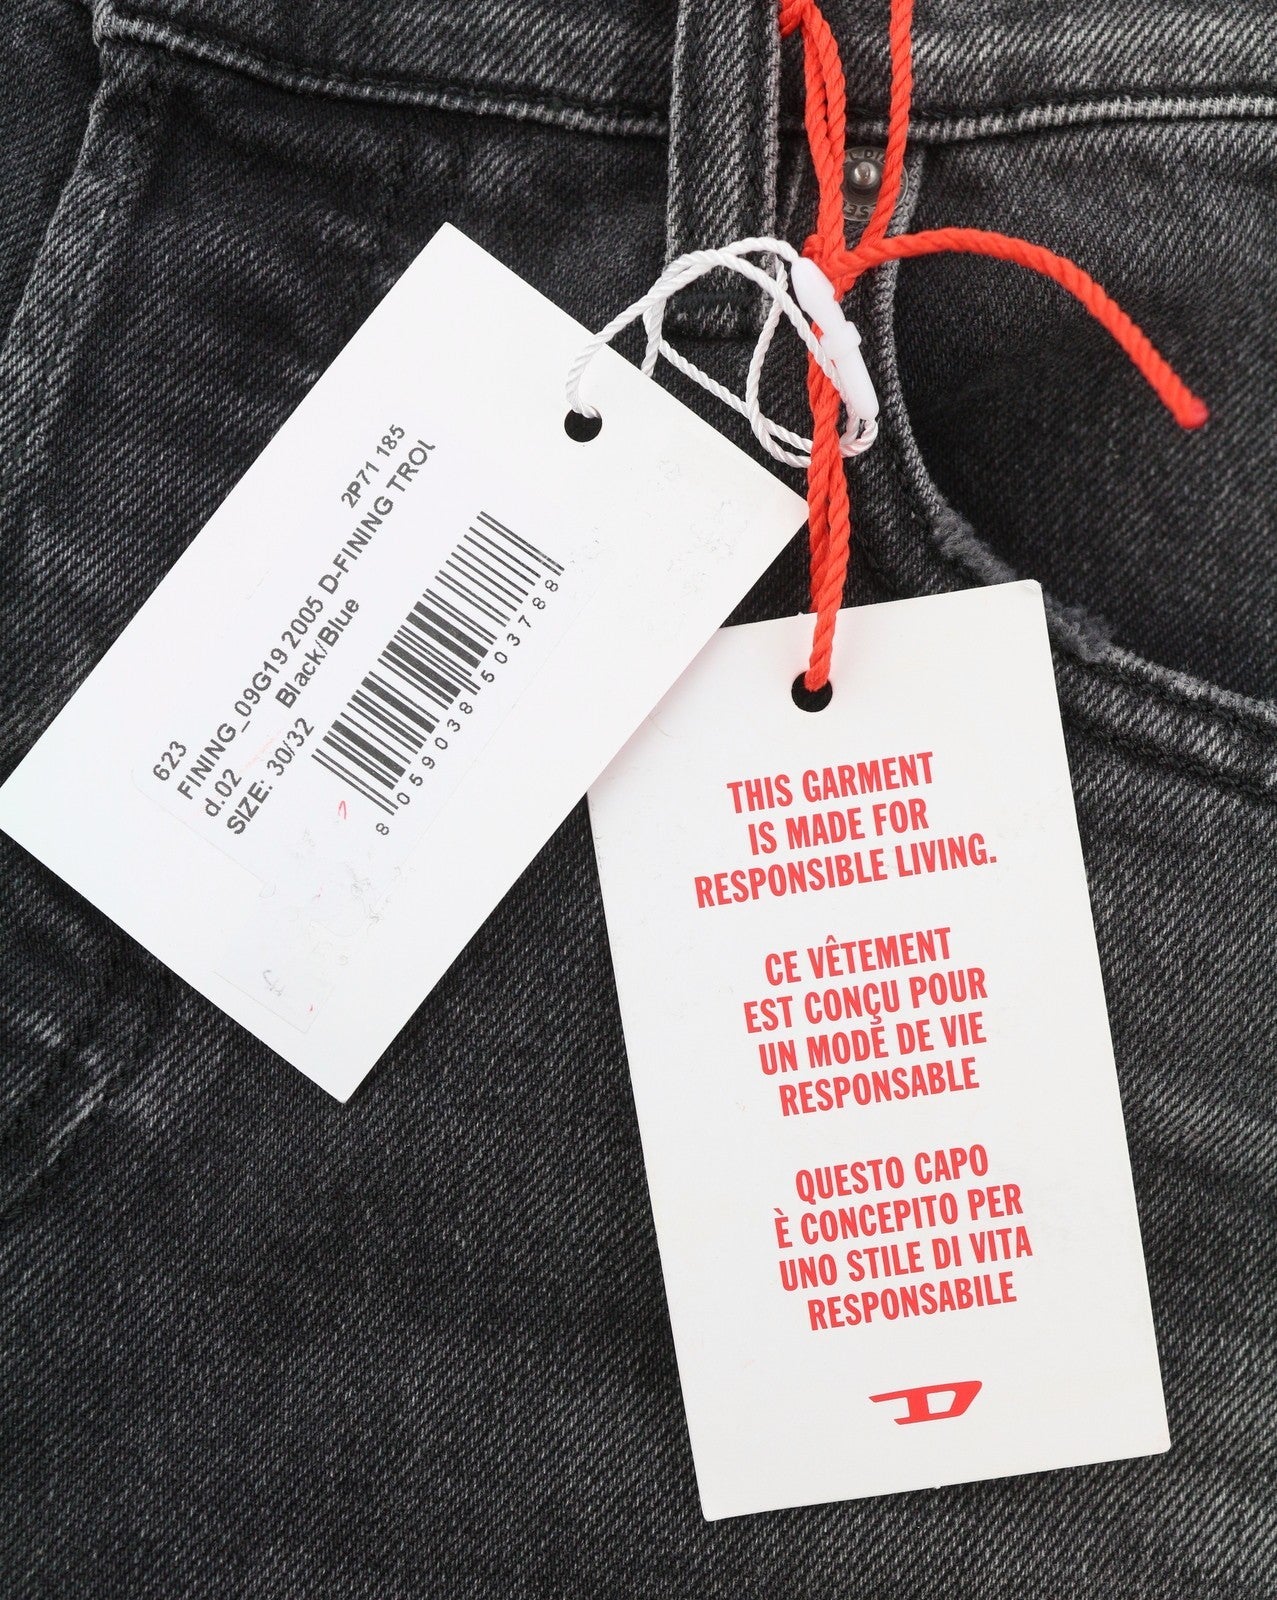 2P71 185
623
FINING_09G19 2005 D-FINING TROU
d.02 Black/Blue
SIZE: 30/32
8 059038 503788
THIS GARMENT
IS MADE FOR
RESPONSIBLE LIVING.
CE VÊTEMENT
EST CONÇU POUR
UN MODE DE VIE
RESPONSABLE
QUESTO CAPO
È CONCEPITO PER
UNO STILE DI VITA
RESPONSABILE
D